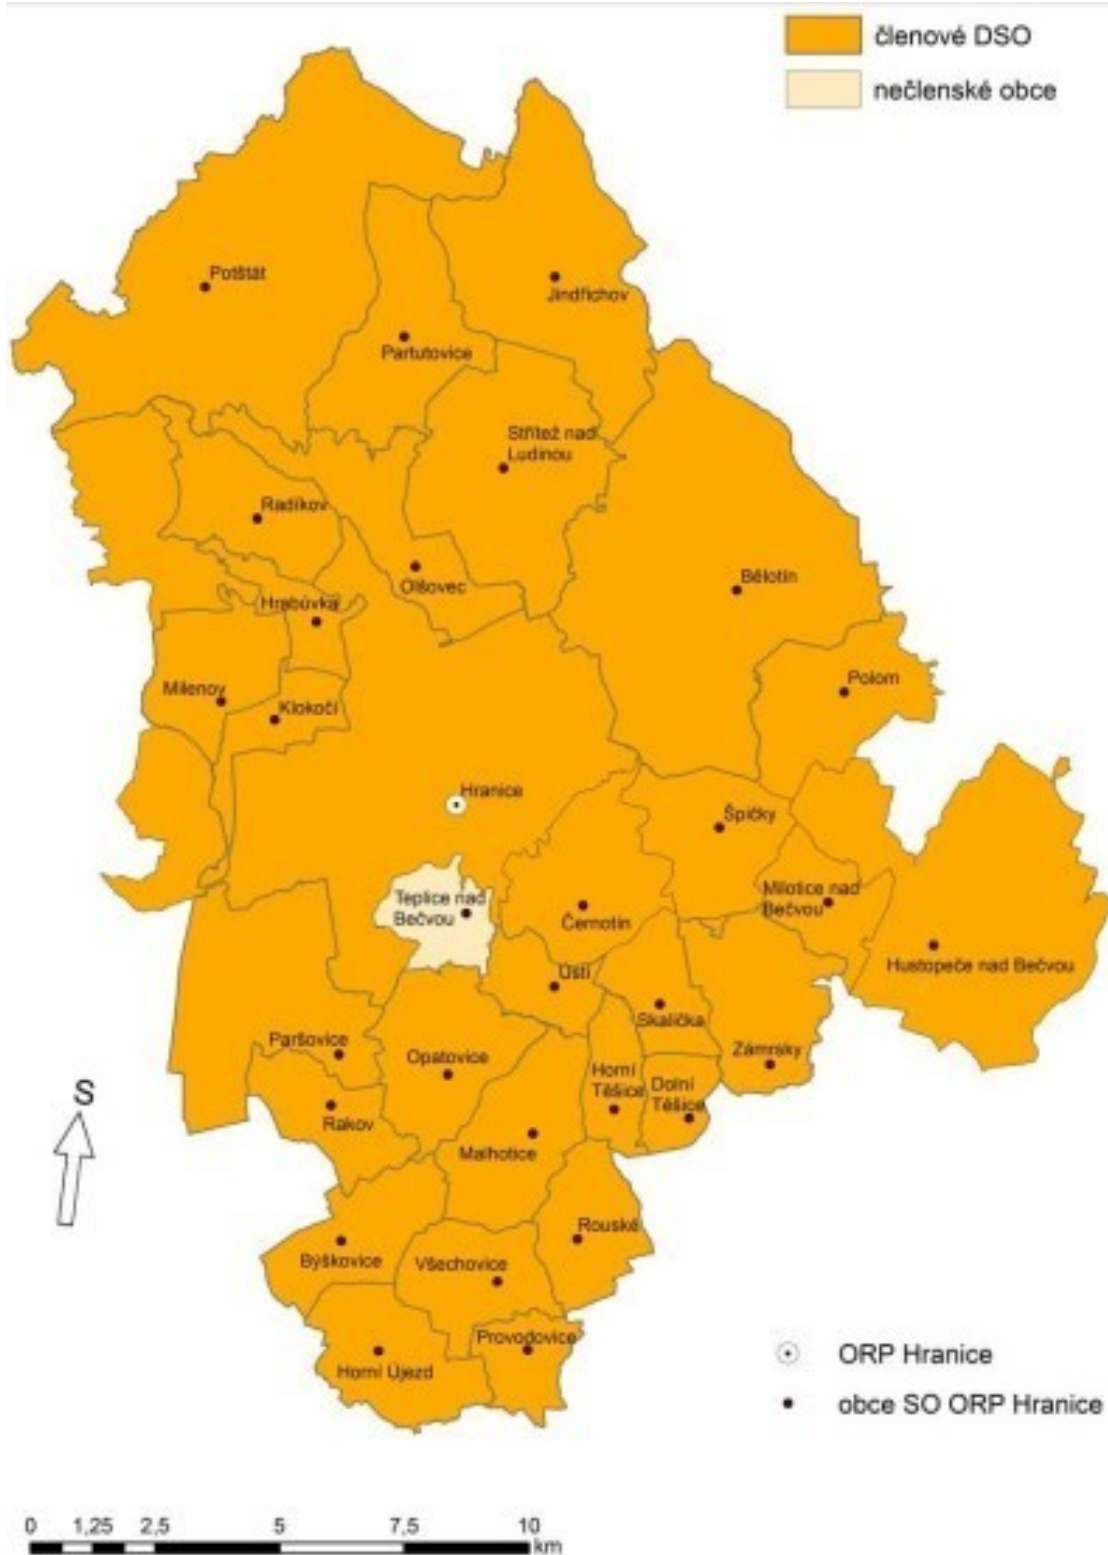 členové DSO
nečlenské obce
Potštát
Jindřichov
Partutovice
Střítež nad
Ludinou
Radíkov
Olšovec
Bělotín
Hrabůvka
Polom
Milenov
Klokočí
Hranice
Špičky
Teplice nad
Bečvou
Milotice nad
Bečvou
Černotín
Hustopeče nad Bečvou
Ústí
Skalička
Paršovice
Opatovice
Zámrsky
Horní
Těšice
Dolní
Těšice
S
Rakov
Malhotice
Rouské
Býškovice
Všechovice
Provodovice
Horní Újezd
ORP Hranice
obce SO ORP Hranice
0 1,25 2,5 5 7,5 10
km